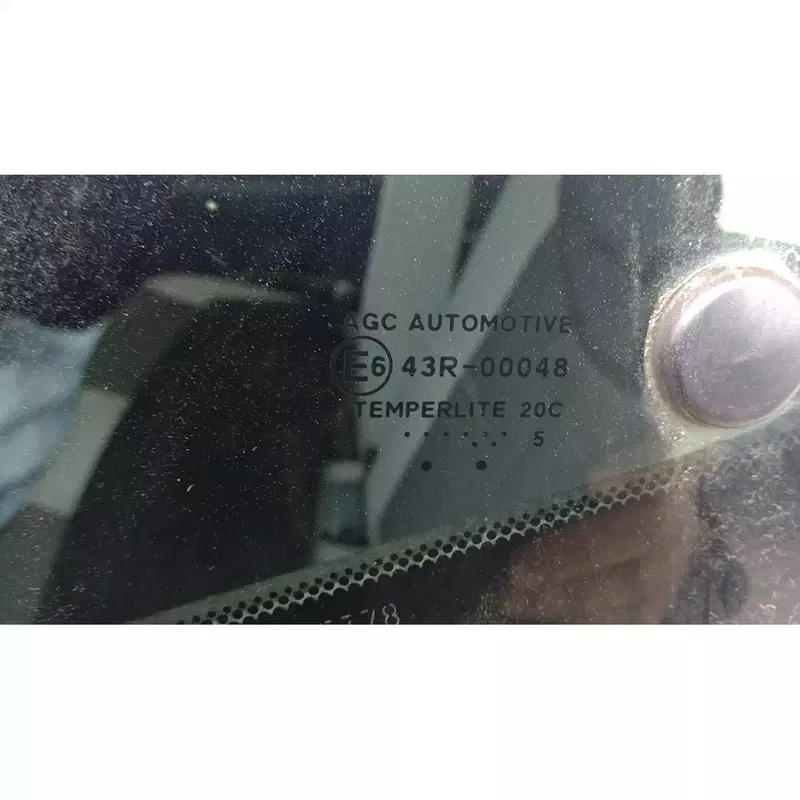 AGC AUTOMOTIVE
E6 43R-00048
TEMPERLITE 20C
....... 5